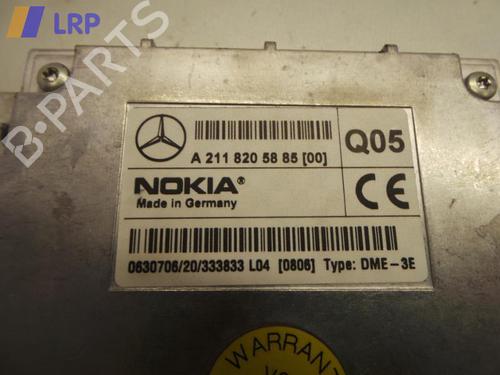 LRP
B-PARTS
A 211 820 58 85 [00]
Q05
NOKIA®
Made in Germany
CE
0630706/20/333833 L04 [0806] Type: DME-3E
WARRANT